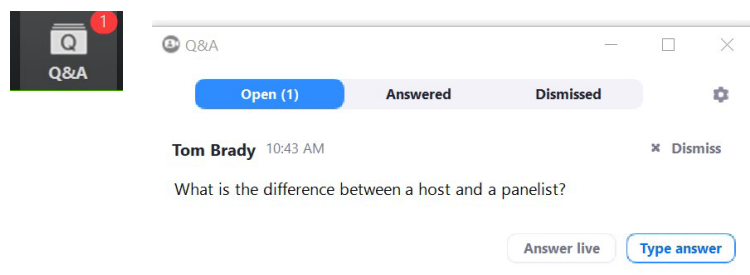 1
Q
Q&A
Q&A
Open (1) Answered Dismissed
Tom Brady 10:43 AM × Dismiss
What is the difference between a host and a panelist?
Answer live Type answer